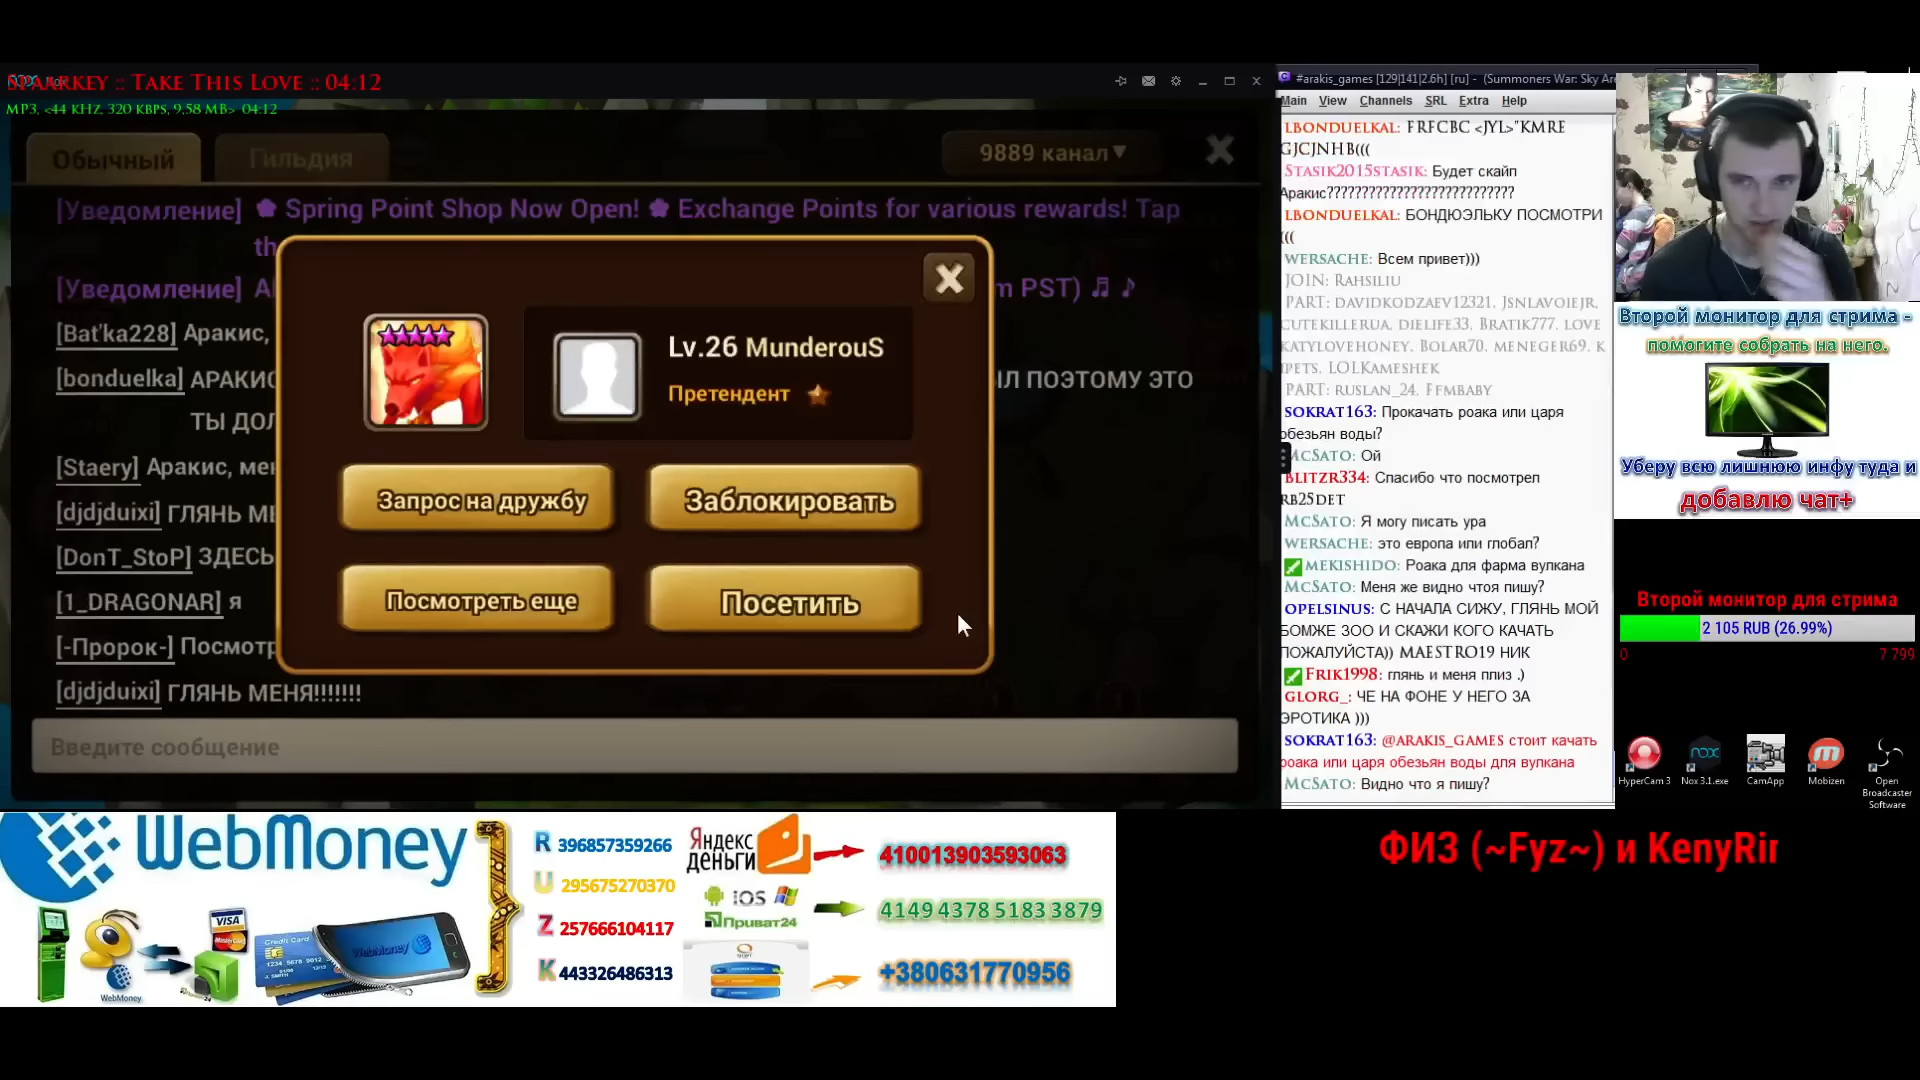 Sparkey :: Take This Love :: 04:12
MP3, <44 KHZ, 320 KBPS, 9,58 MB> 04:12
Обычный
Гильдия
9889 канал▼
[Уведомление] Spring Point Shop Now Open! Exchange Points for various rewards! Tap
th
[Уведомление] Al
m PST) ♬ ♪
[Bat'ka228] Аракис,
[bonduelka] АРАКИС
ІЛ ПОЭТОМУ ЭТО
ТЫ ДОЛ
[Staery] Аракис, мен
[djdjduixi] ГЛЯНЬ МЕ
[DonT_StoP] ЗДЕСЬ
[1_DRAGONAR] я
[-Пророк-] Посмотр
[djdjduixi] ГЛЯНЬ МЕНЯ!!!!!!!
Введите сообщение
Lv.26 MunderouS
Претендент
Запрос на дружбу
Заблокировать
Посмотреть еще
Посетить
#arakis_games [129|141|2.6h] [ru] - (Summoners War: Sky Are
Main View Channels SRL Extra Help
LBONDUELKAL: FRFCBC <JYL>"KMRE
GJCJNHB(((
Stasik2015stasik: Будет скайп
Аракис???????????????????????????
LBONDUELKAL: БОНДЮЭЛЬКУ ПОСМОТРИ
(((
WERSACHE: Всем привет)))
JOIN: Rahsiliu
PART: davidkodzaev12321, Jsnlavoiejr,
cutekillerua, dielife33, Bratik777, love
katylovehoney, Bolar70, meneger69, k
ipets, LOLKameshek
PART: ruslan_24, Ffmbaby
SOKRAT163: Прокачать роака или царя
обезьян воды?
McSato: Ой
Blitzr334: Спасибо что посмотрел
RB25DET
McSato: Я могу писать ура
WERSACHE: это европа или глобал?
MEKISHIDO: Роака для фарма вулкана
McSato: Меня же видно чтоя пишу?
OPELSINUS: С НАЧАЛА СИЖУ, ГЛЯНЬ МОЙ
БОМЖЕ ЗОО И СКАЖИ КОГО КАЧАТЬ
ПОЖАЛУЙСТА)) MAESTRO19 НИК
Frik1998: глянь и меня плиз .)
GLORG_: ЧЕ НА ФОНЕ У НЕГО ЗА
ЭРОТИКА )))
SOKRAT163: @ARAKIS_GAMES стоит качать
роака или царя обезьян воды для вулкана
McSato: Видно что я пишу?
Второй монитор для стрима -
помогите собрать на него.
Уберу всю лишнюю инфу туда и
добавлю чат+
Второй монитор для стрима
2 105 RUB (26.99%)
0
7 799
HyperCam 3
Nox 3.1.exe
CamApp
Mobizen
Open
Broadcaster
Software
ФИЗ (~Fyz~) и KenyRir
WebMoney
R 396857359266
U 295675270370
Z 257666104117
K 443326486313
Яндекс
деньги
410013903593063
iOS
Приват24
4149 4378 5183 3879
+380631770956
VISA
Credit Card
WebMoney
WebMoney